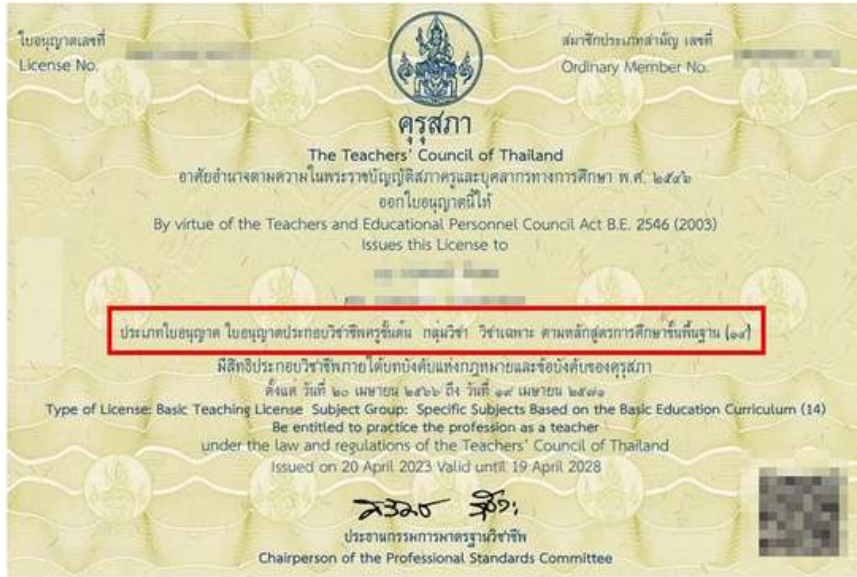 ใบอนุญาตเลขที่
License No.
สมาชิกประเภทสามัญ เลขที่
Ordinary Member No.
คุรุสภา
The Teachers' Council of Thailand
อาศัยอำนาจตามความในพระราชบัญญัติสภาครูและบุคลากรทางการศึกษา พ.ศ. ๒๕๔๖
ออกใบอนุญาตนี้ให้
By virtue of the Teachers and Educational Personnel Council Act B.E. 2546 (2003)
Issues this License to
ประเภทใบอนุญาต ใบอนุญาตประกอบวิชาชีพครูชั้นต้น กลุ่มวิชา วิชาเฉพาะ ตามหลักสูตรการศึกษาขั้นพื้นฐาน (๑๔)
มีสิทธิประกอบวิชาชีพภายใต้บทบังคับแห่งกฎหมายและข้อบังคับของคุรุสภา
ตั้งแต่ วันที่ ๒๐ เมษายน ๒๕๖๖ ถึง วันที่ ๑๙ เมษายน ๒๕๗๑
Type of License: Basic Teaching License Subject Group: Specific Subjects Based on the Basic Education Curriculum (14)
Be entitled to practice the profession as a teacher
under the law and regulations of the Teachers' Council of Thailand
Issued on 20 April 2023 Valid until 19 April 2028
ประธานกรรมการมาตรฐานวิชาชีพ
Chairperson of the Professional Standards Committee